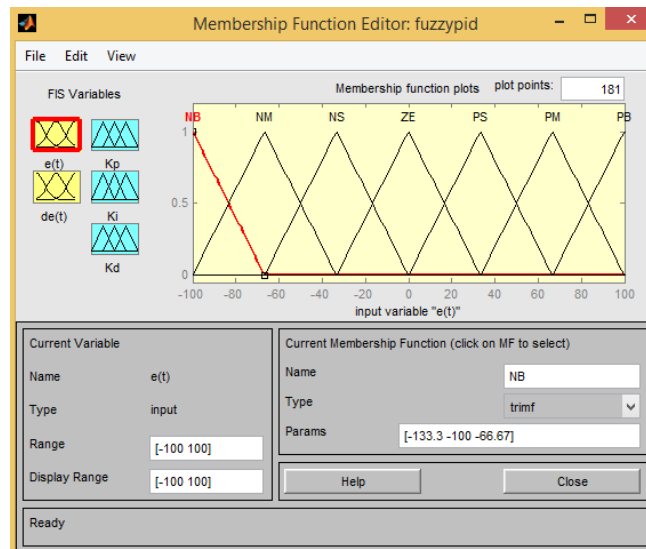 Membership Function Editor: fuzzypid
File Edit View
FIS Variables
Membership function plots plot points: 181
NB NM NS ZE PS PM PB
e(t) Kp
de(t) Ki
Kd
1
0.5
0
-100 -80 -60 -40 -20 0 20 40 60 80 100
input variable "e(t)"
Current Variable
Name e(t)
Type input
Range [-100 100]
Display Range [-100 100]
Current Membership Function (click on MF to select)
Name NB
Type trimf
Params [-133.3 -100 -66.67]
Help Close
Ready